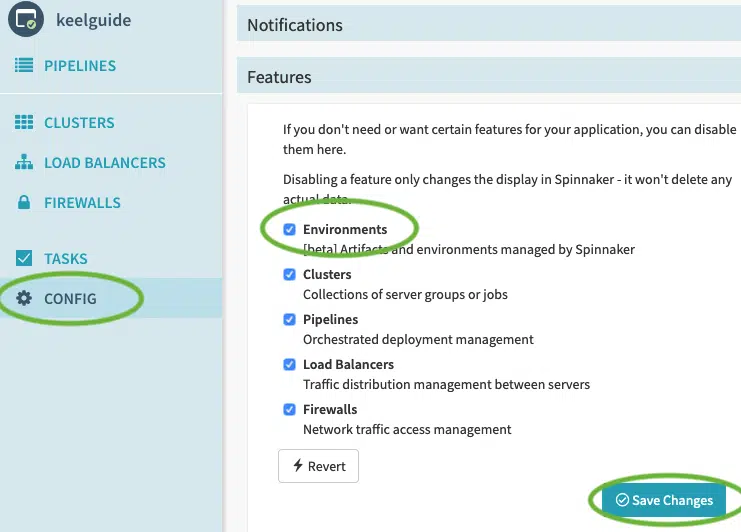 keelguide
PIPELINES
CLUSTERS
LOAD BALANCERS
FIREWALLS
TASKS
CONFIG
Notifications
Features
If you don't need or want certain features for your application, you can disable
them here.
Disabling a feature only changes the display in Spinnaker - it won't delete any
actual data.
Environments
[beta] Artifacts and environments managed by Spinnaker
Clusters
Collections of server groups or jobs
Pipelines
Orchestrated deployment management
Load Balancers
Traffic distribution management between servers
Firewalls
Network traffic access management
Revert
Save Changes